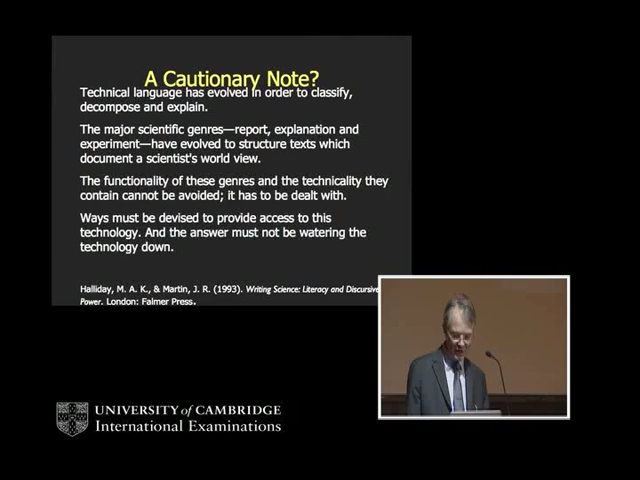 A Cautionary Note?
Technical language has evolved in order to classify,
decompose and explain.
The major scientific genres—report, explanation and
experiment—have evolved to structure texts which
document a scientist's world view.
The functionality of these genres and the technicality they
contain cannot be avoided; it has to be dealt with.
Ways must be devised to provide access to this
technology. And the answer must not be watering the
technology down.
Halliday, M. A. K., & Martin, J. R. (1993). Writing Science: Literacy and Discursive
Power. London: Falmer Press.
UNIVERSITY of CAMBRIDGE
International Examinations